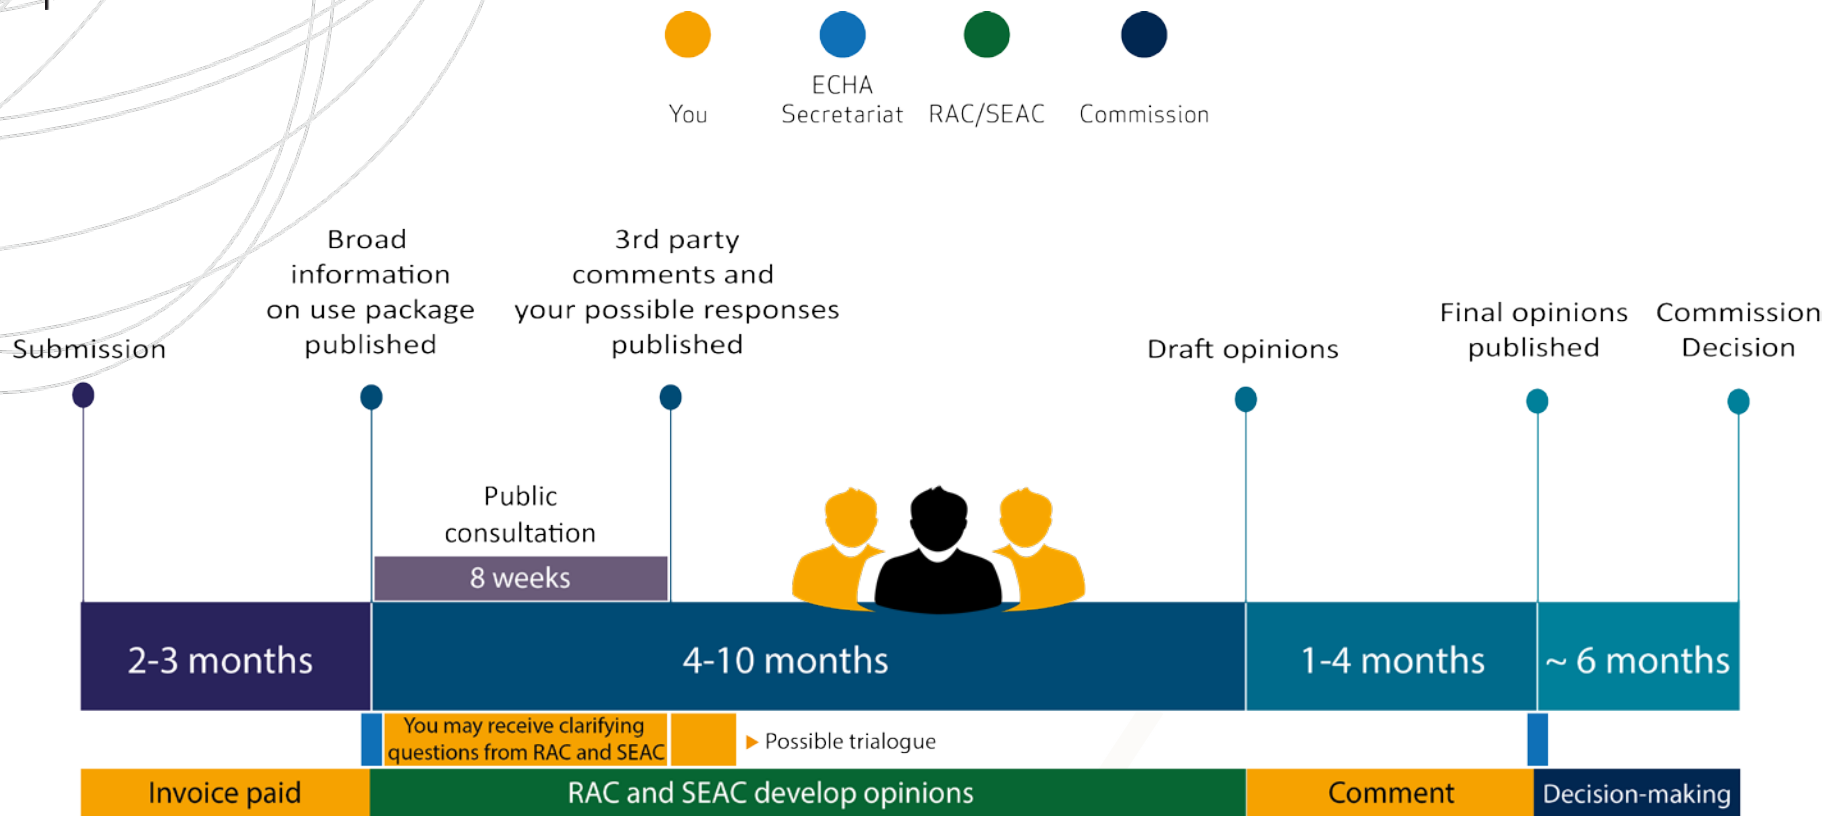 You
ECHA
Secretariat
RAC/SEAC
Commission
Submission
Broad
information
on use package
published
3rd party
comments and
your possible responses
published
Draft opinions
Final opinions
published
Commission
Decision
Public
consultation
8 weeks
2-3 months
4-10 months
1-4 months
~ 6 months
You may receive clarifying
questions from RAC and SEAC
Possible trialogue
Invoice paid
RAC and SEAC develop opinions
Comment
Decision-making